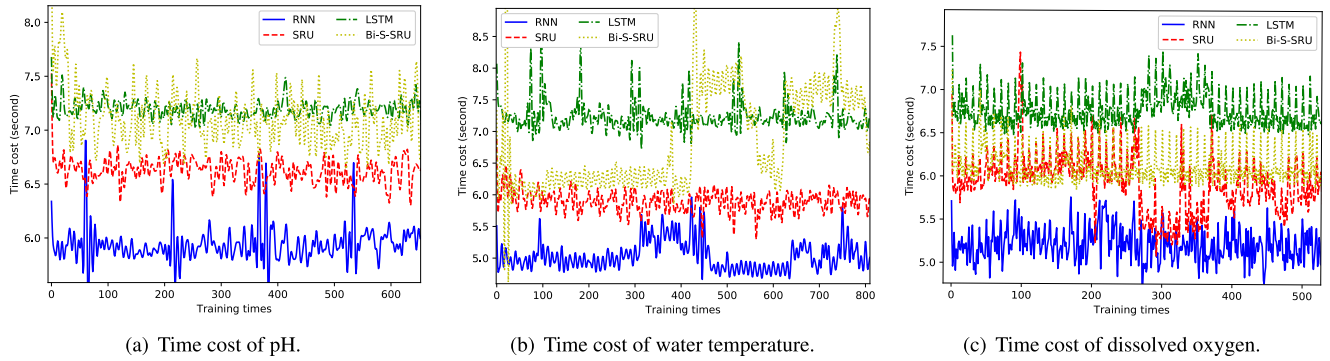 8.0
7.5
7.0
6.5
6.0
Time cost (second)
0 100 200 300 400 500 600
Training times
RNN LSTM
SRU Bi-S-SRU
(a) Time cost of pH.
8.5
8.0
7.5
7.0
6.5
6.0
5.5
5.0
Time cost (second)
0 100 200 300 400 500 600 700 800
Training times
RNN LSTM
SRU Bi-S-SRU
(b) Time cost of water temperature.
7.5
7.0
6.5
6.0
5.5
5.0
Time cost (second)
0 100 200 300 400 500
Training times
RNN LSTM
SRU Bi-S-SRU
(c) Time cost of dissolved oxygen.